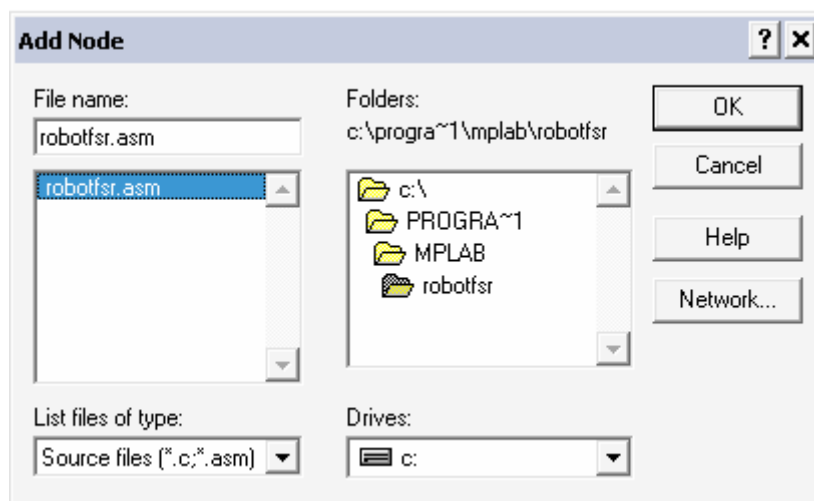 Add Node
File name:
robotfsr.asm
robotfsr.asm
List files of type:
Source files (*.c;*.asm)
Folders:
c:\progra~1\mplab\robotfsr
c:\
PROGRA~1
MPLAB
robotfsr
Drives:
c:
OK
Cancel
Help
Network...